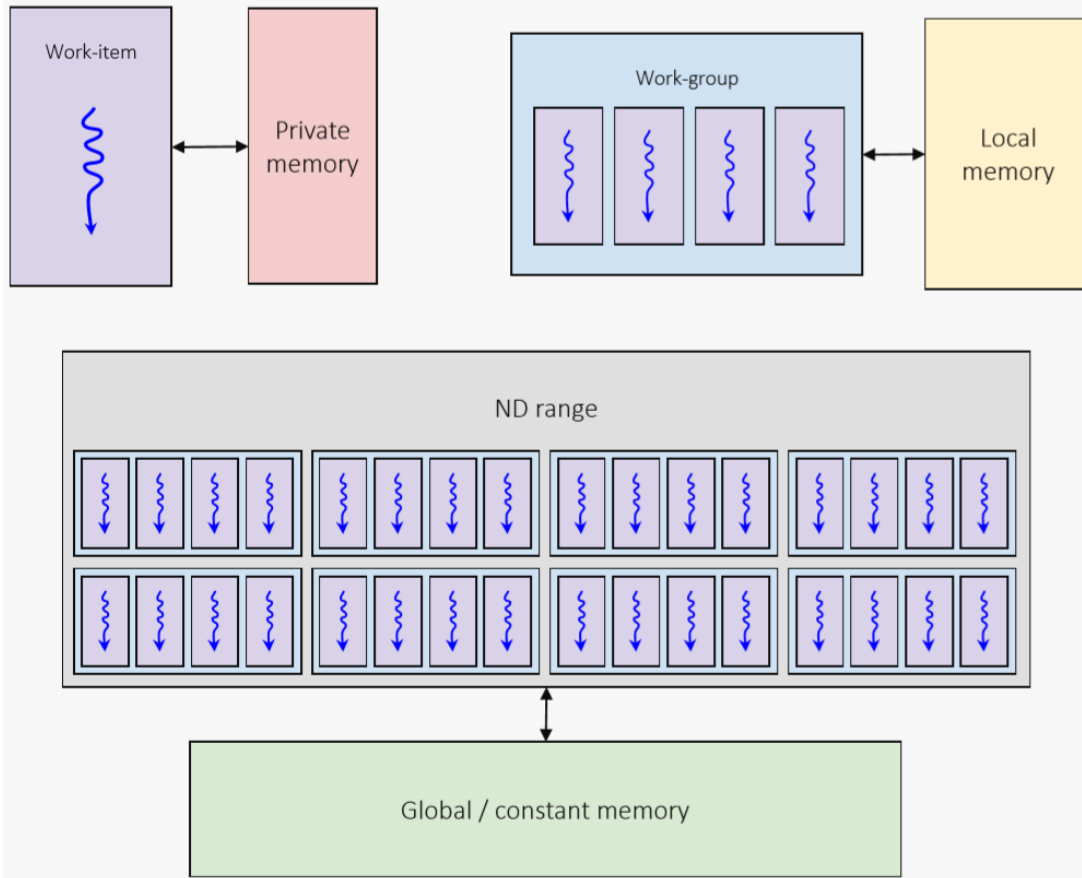 Work-item
Private
memory
Work-group
Local
memory
ND range
Global / constant memory